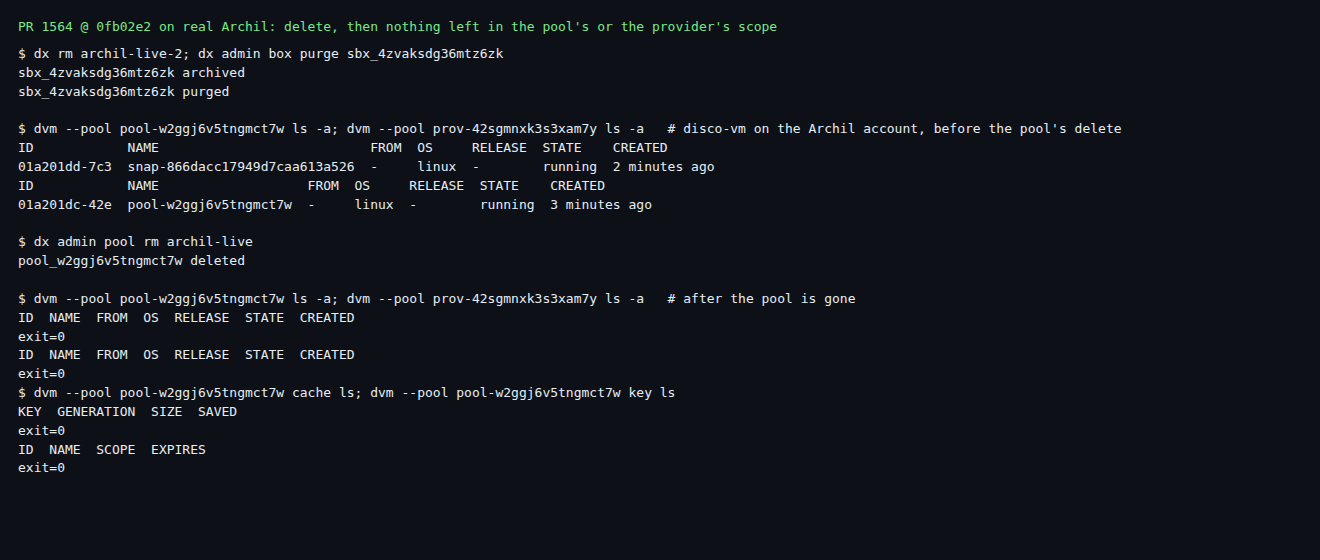 PR 1564 @ 0fb02e2 on real Archil: delete, then nothing left in the pool's or the provider's scope
$ dx rm archil-live-2; dx admin box purge sbx_4zvaksdg36mtz6zk
sbx_4zvaksdg36mtz6zk archived
sbx_4zvaksdg36mtz6zk purged
$ dvm --pool pool-w2ggj6v5tngmct7w ls -a; dvm --pool prov-42sgmnxk3s3xam7y ls -a   # disco-vm on the Archil account, before the pool's delete
ID            NAME                           FROM  OS     RELEASE  STATE    CREATED
01a201dd-7c3  snap-866dacc17949d7caa613a526  -     linux  -        running  2 minutes ago
ID            NAME                   FROM  OS     RELEASE  STATE    CREATED
01a201dc-42e  pool-w2ggj6v5tngmct7w  -     linux  -        running  3 minutes ago
$ dx admin pool rm archil-live
pool_w2ggj6v5tngmct7w deleted
$ dvm --pool pool-w2ggj6v5tngmct7w ls -a; dvm --pool prov-42sgmnxk3s3xam7y ls -a   # after the pool is gone
ID  NAME  FROM  OS  RELEASE  STATE  CREATED
exit=0
ID  NAME  FROM  OS  RELEASE  STATE  CREATED
exit=0
$ dvm --pool pool-w2ggj6v5tngmct7w cache ls; dvm --pool pool-w2ggj6v5tngmct7w key ls
KEY  GENERATION  SIZE  SAVED
exit=0
ID  NAME  SCOPE  EXPIRES
exit=0